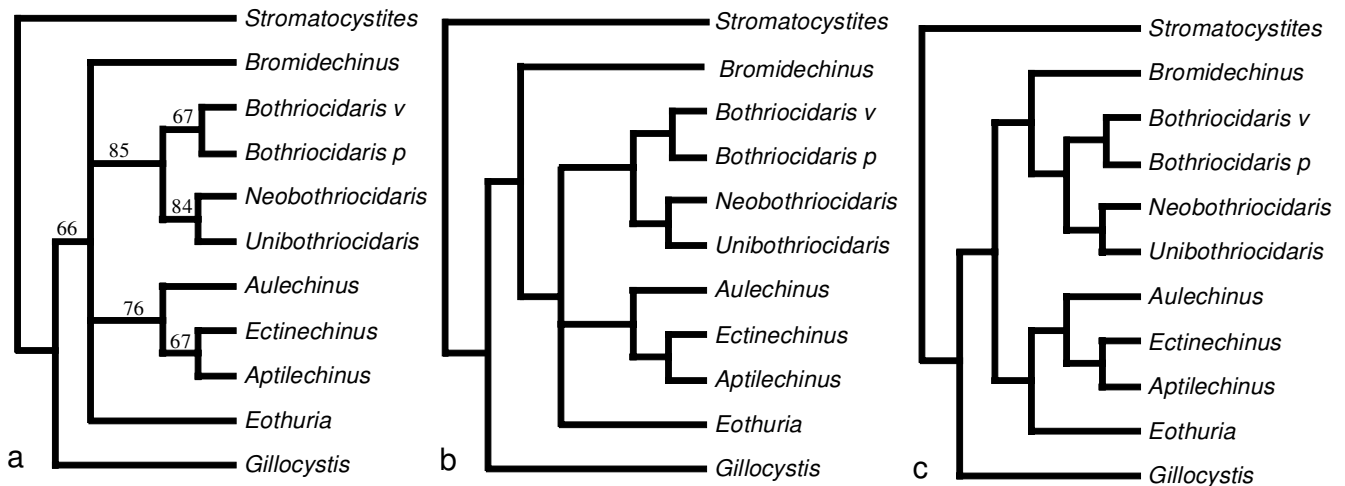 Stromatocystites
Bromidechinus
Bothriocidaris v
67
Bothriocidaris p
85
Neobothriocidaris
84
Unibothriocidaris
66
Aulechinus
76
Ectinechinus
67
Aptilechinus
Eothuria
Gillocystis
a
Stromatocystites
Bromidechinus
Bothriocidaris v
Bothriocidaris p
Neobothriocidaris
Unibothriocidaris
Aulechinus
Ectinechinus
Aptilechinus
Eothuria
Gillocystis
b
Stromatocystites
Bromidechinus
Bothriocidaris v
Bothriocidaris p
Neobothriocidaris
Unibothriocidaris
Aulechinus
Ectinechinus
Aptilechinus
Eothuria
Gillocystis
c